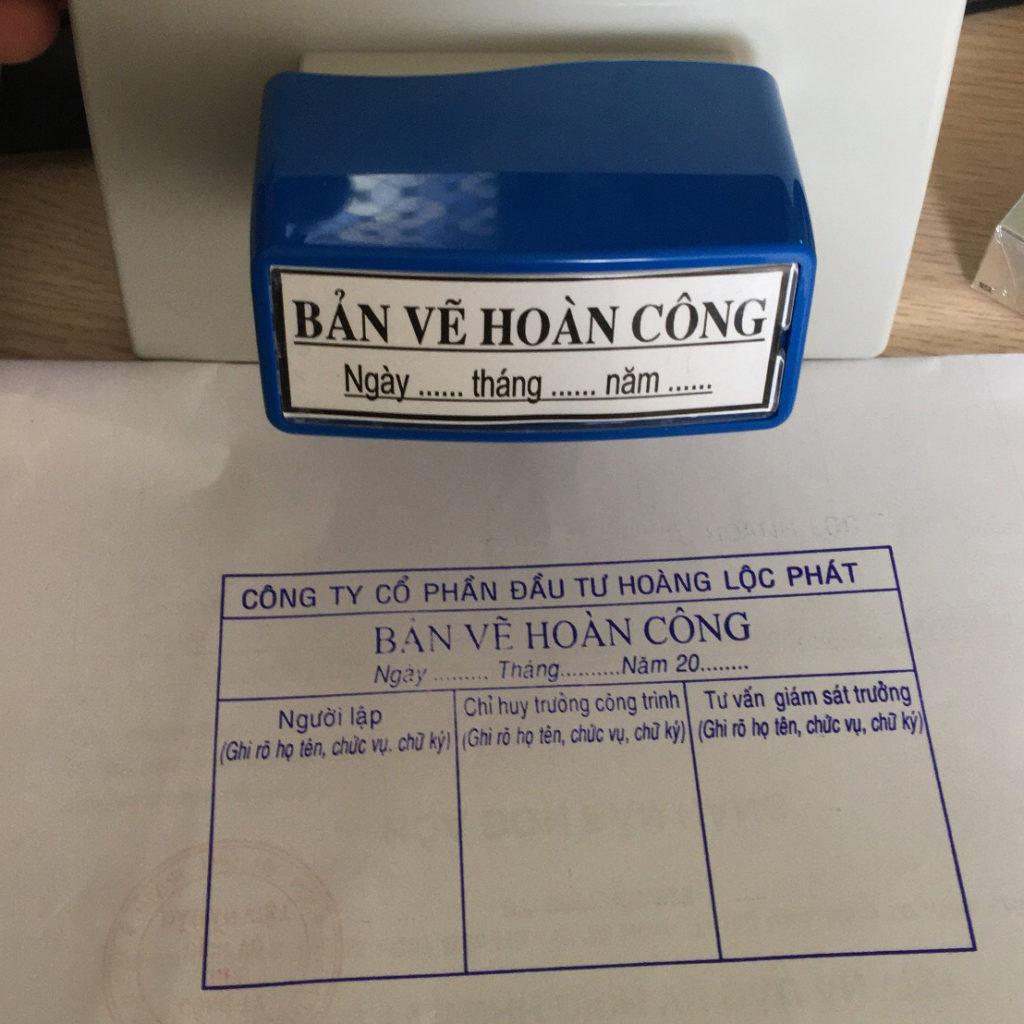 BẢN VẼ HOÀN CÔNG
Ngày ...... tháng ...... năm ......
CÔNG TY CỔ PHẦN ĐẦU TƯ HOÀNG LỘC PHÁT
BẢN VẼ HOÀN CÔNG
Ngày ......... Tháng..........Năm 20........
Người lập
(Ghi rõ họ tên, chức vụ. chữ ký)
Chỉ huy trưởng công trình
(Ghi rõ họ tên, chức vụ, chữ ký)
Tư vấn giám sát trưởng
(Ghi rõ họ tên, chức vụ, chữ ký)